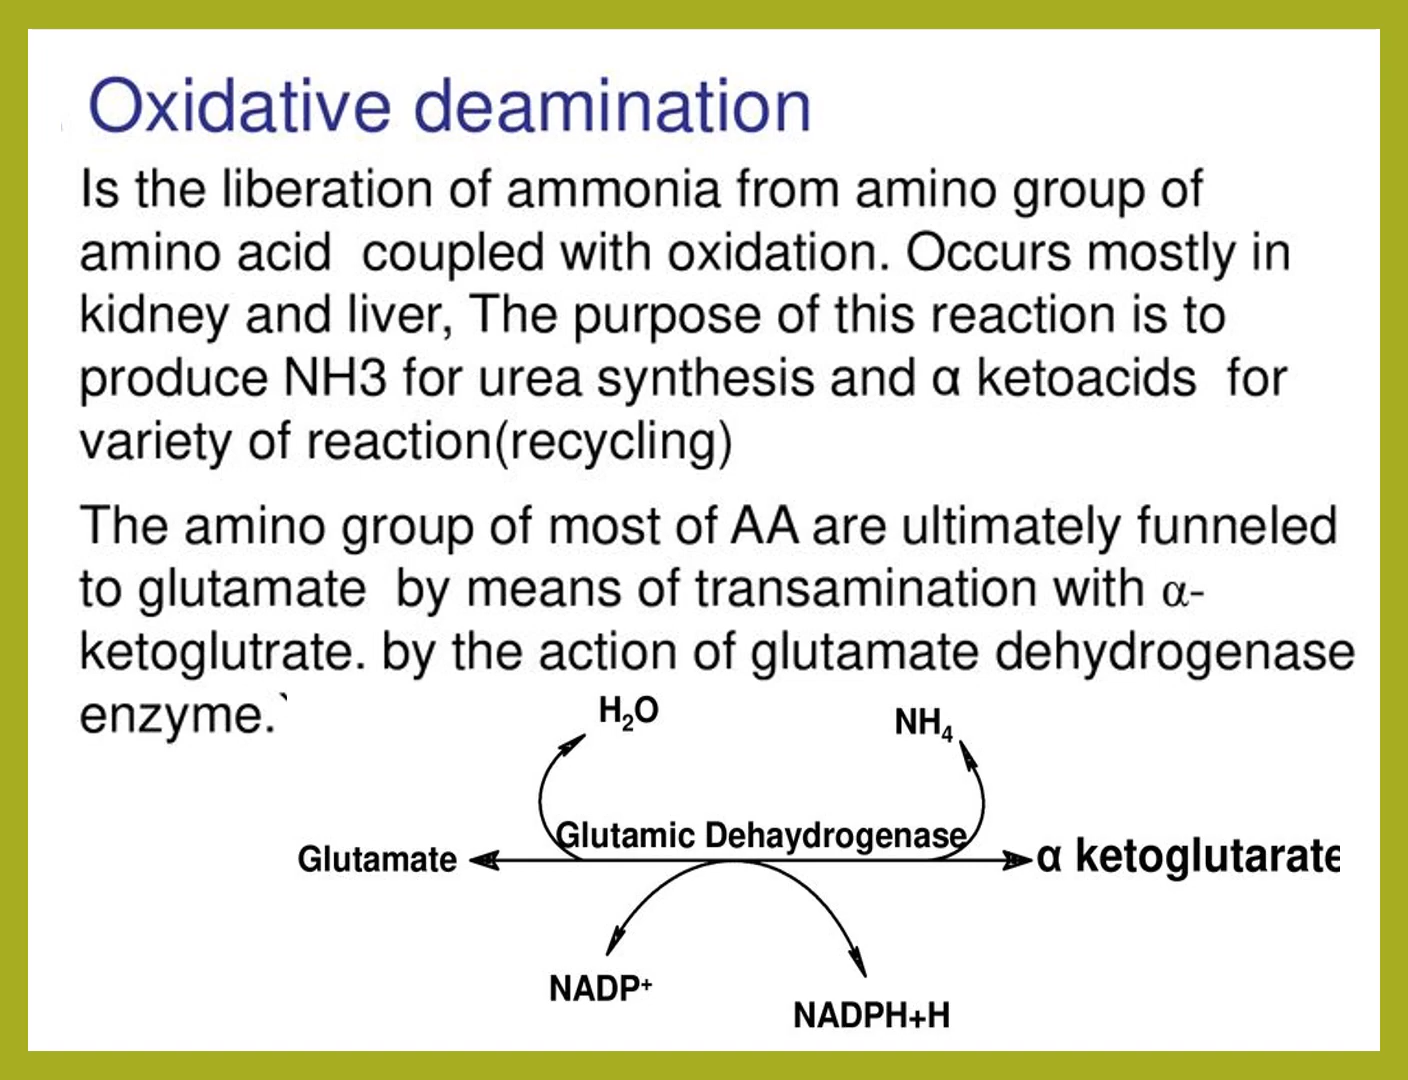 Oxidative deamination
Is the liberation of ammonia from amino group of
amino acid  coupled with oxidation. Occurs mostly in
kidney and liver, The purpose of this reaction is to
produce NH3 for urea synthesis and α ketoacids  for
variety of reaction(recycling)
The amino group of most of AA are ultimately funneled
to glutamate  by means of transamination with α-
ketoglutrate. by the action of glutamate dehydrogenase
enzyme.`
H₂O
NH₄
Glutamic Dehaydrogenase
Glutamate
α ketoglutarate
NADP⁺
NADPH+H